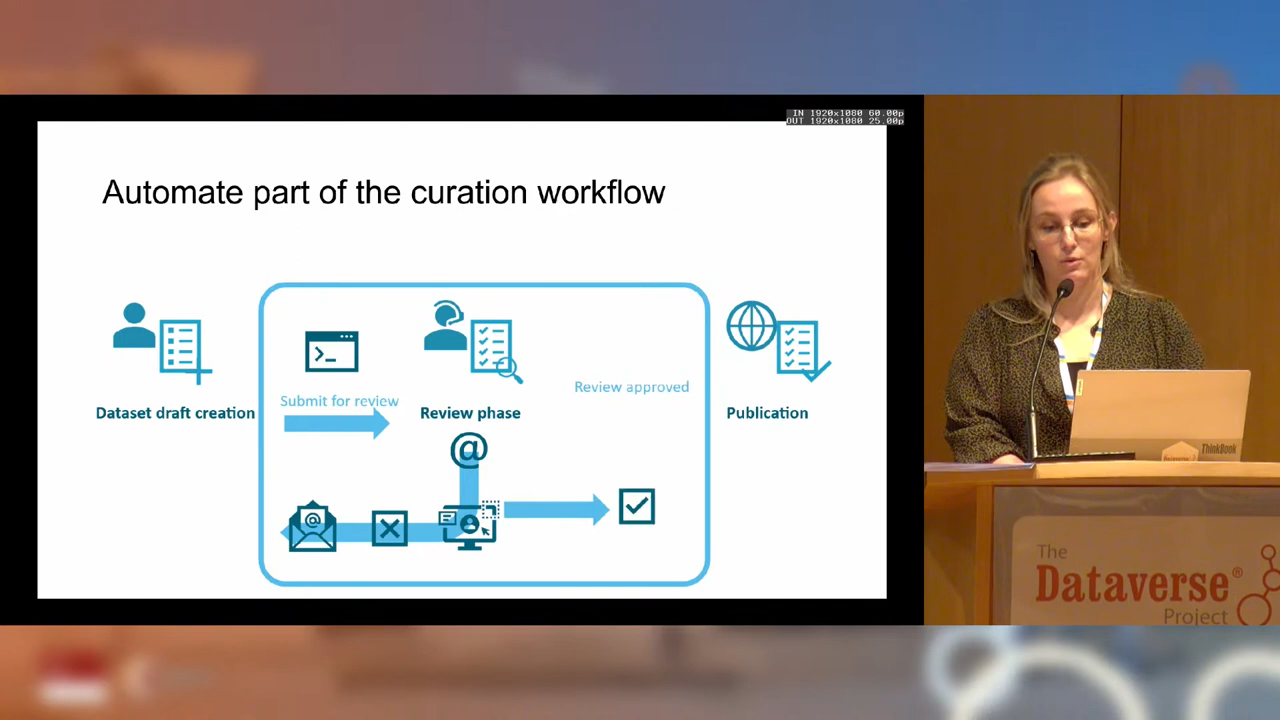 IN 1920x1080 60.00p
OUT 1920x1080 25.00p
Automate part of the curation workflow
Submit for review
Review approved
Dataset draft creation
Review phase
Publication
@
@
ThinkBook
The
Dataverse®
Project